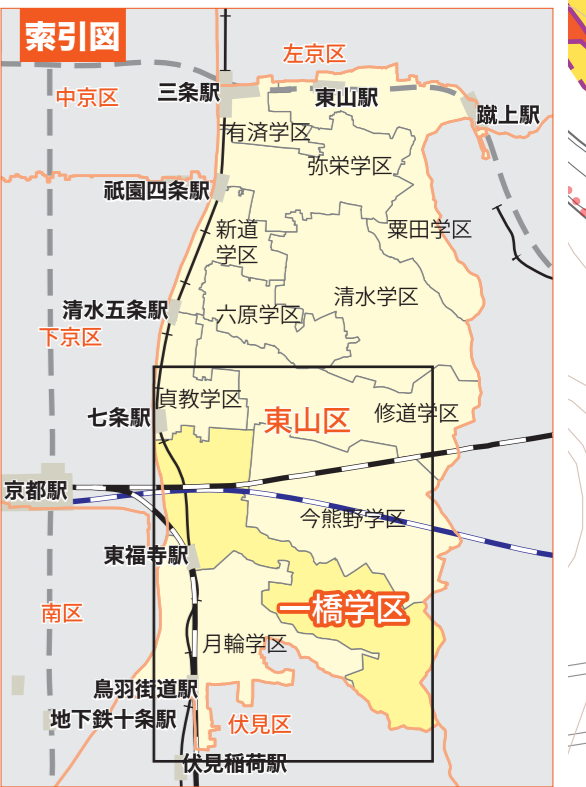 索引図
左京区
中京区
三条駅
東山駅
蹴上駅
有済学区
弥栄学区
祇園四条駅
新道
学区
粟田学区
清水五条駅
六原学区
清水学区
下京区
貞教学区
七条駅
東山区
修道学区
京都駅
今熊野学区
東福寺駅
一橋学区
南区
月輪学区
鳥羽街道駅
地下鉄十条駅
伏見区
伏見稲荷駅